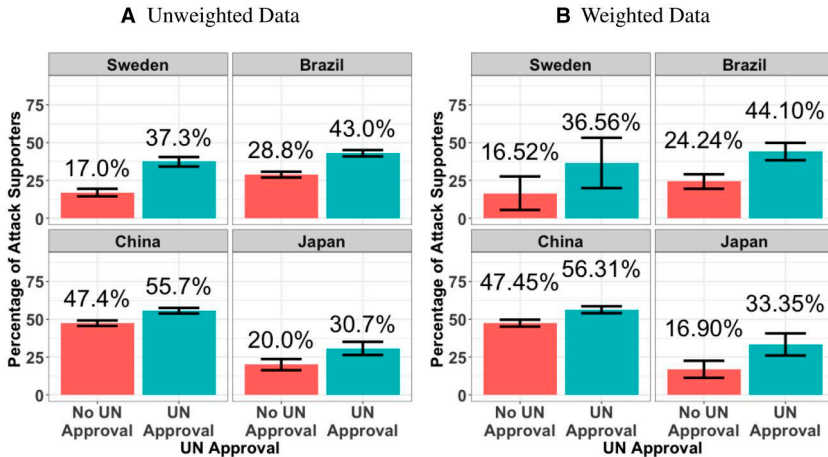 A Unweighted Data
Percentage of Attack Supporters
Sweden
Brazil
75
50
25
0
17.0%
37.3%
28.8%
43.0%
China
Japan
75
50
25
0
47.4%
55.7%
20.0%
30.7%
No UN Approval
UN Approval
No UN Approval
UN Approval
UN Approval
B Weighted Data
Percentage of Attack Supporters
Sweden
Brazil
75
50
25
0
16.52%
36.56%
24.24%
44.10%
China
Japan
75
50
25
0
47.45%
56.31%
16.90%
33.35%
No UN Approval
UN Approval
No UN Approval
UN Approval
UN Approval